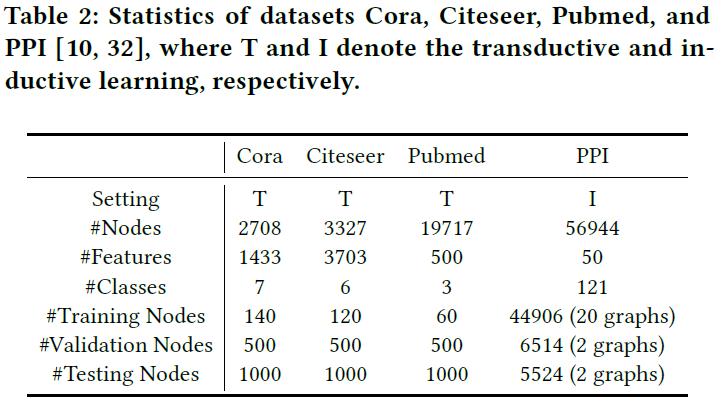 Table 2: Statistics of datasets Cora, Citeseer, Pubmed, and
PPI [10, 32], where T and I denote the transductive and in-
ductive learning, respectively.
Cora Citeseer Pubmed PPI
Setting T T T I
#Nodes 2708 3327 19717 56944
#Features 1433 3703 500 50
#Classes 7 6 3 121
#Training Nodes 140 120 60 44906 (20 graphs)
#Validation Nodes 500 500 500 6514 (2 graphs)
#Testing Nodes 1000 1000 1000 5524 (2 graphs)